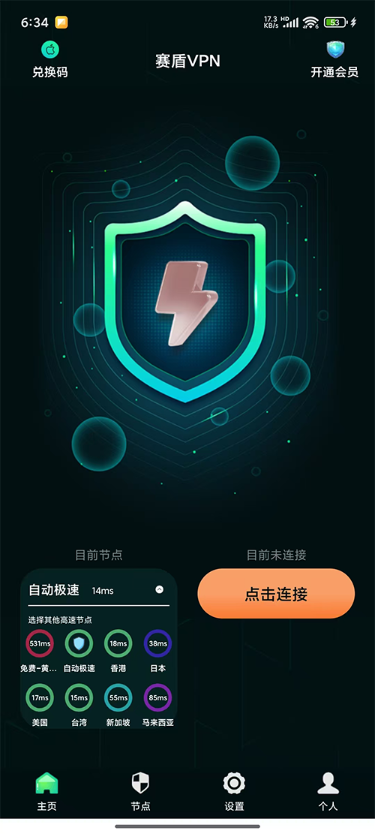 6:34
17.3 KB/s HD 53
兑换码
赛盾VPN
开通会员
目前节点
目前未连接
自动极速 14ms
点击连接
选择其他高速节点
531ms 18ms 38ms
免费-黄... 自动极速 香港 日本
17ms 15ms 55ms 85ms
美国 台湾 新加坡 马来西亚
主页 节点 设置 个人